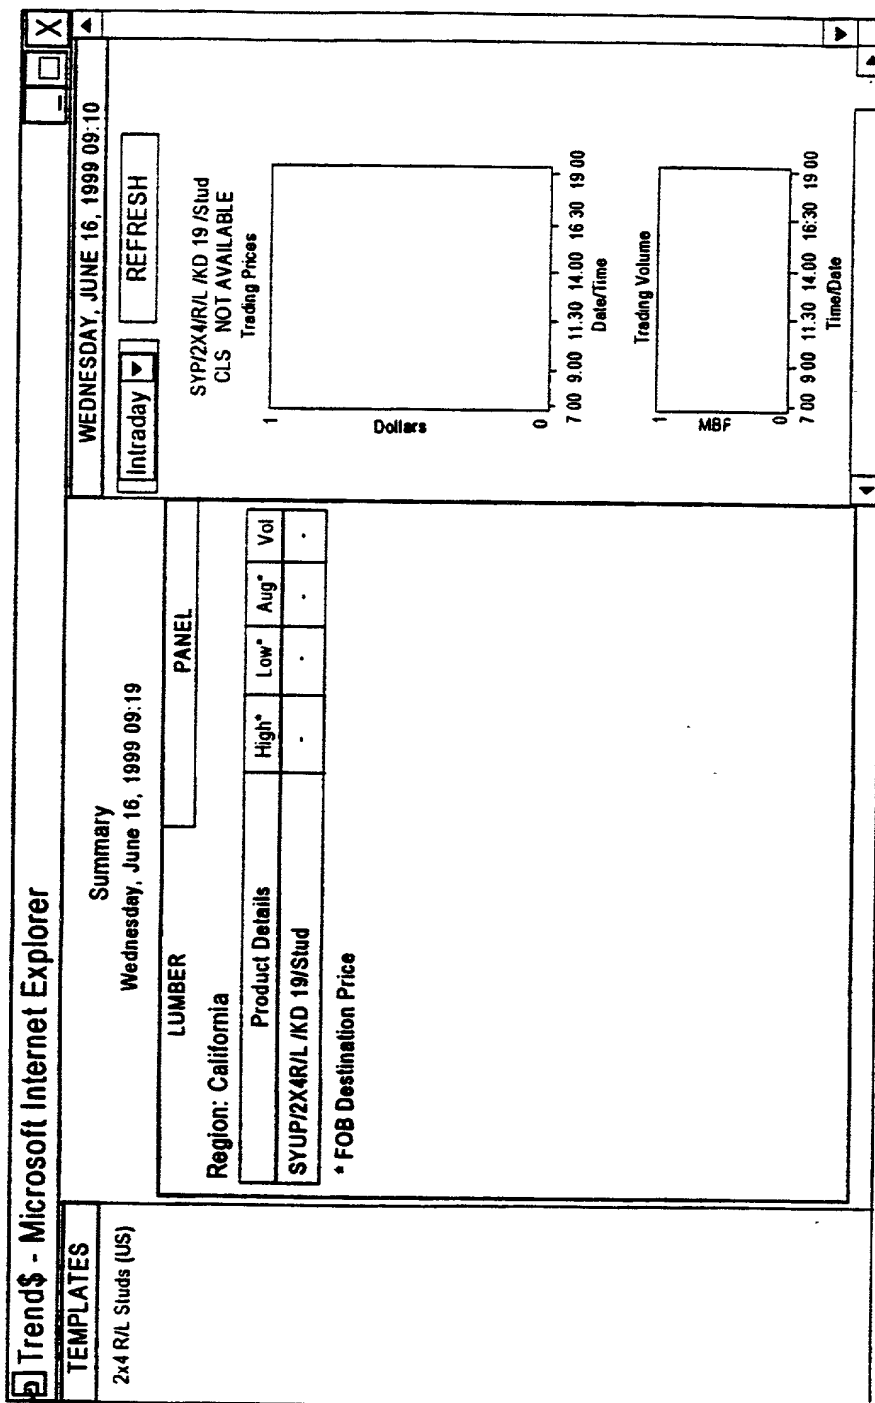 Trend$ - Microsoft Internet Explorer
TEMPLATES
2x4 R/L Studs (US)
Summary
Wednesday, June 16, 1999 09:19
LUMBER
PANEL
Region: California
Product Details High* Low* Aug* Vol
SYUP/2X4R/L /KD 19/Stud - - - -
* FOB Destination Price
WEDNESDAY, JUNE 16, 1999 09:10
Intraday
REFRESH
SYP/2X4/R/L /KD 19 /Stud
CLS NOT AVAILABLE
Trading Prices
1
Dollars
0
7 00 9.00 11.30 14.00 16 30 19 00
Date/Time
Trading Volume
1
MBF
0
7 00 9 00 11.30 14 00 16:30 19 00
Time/Date